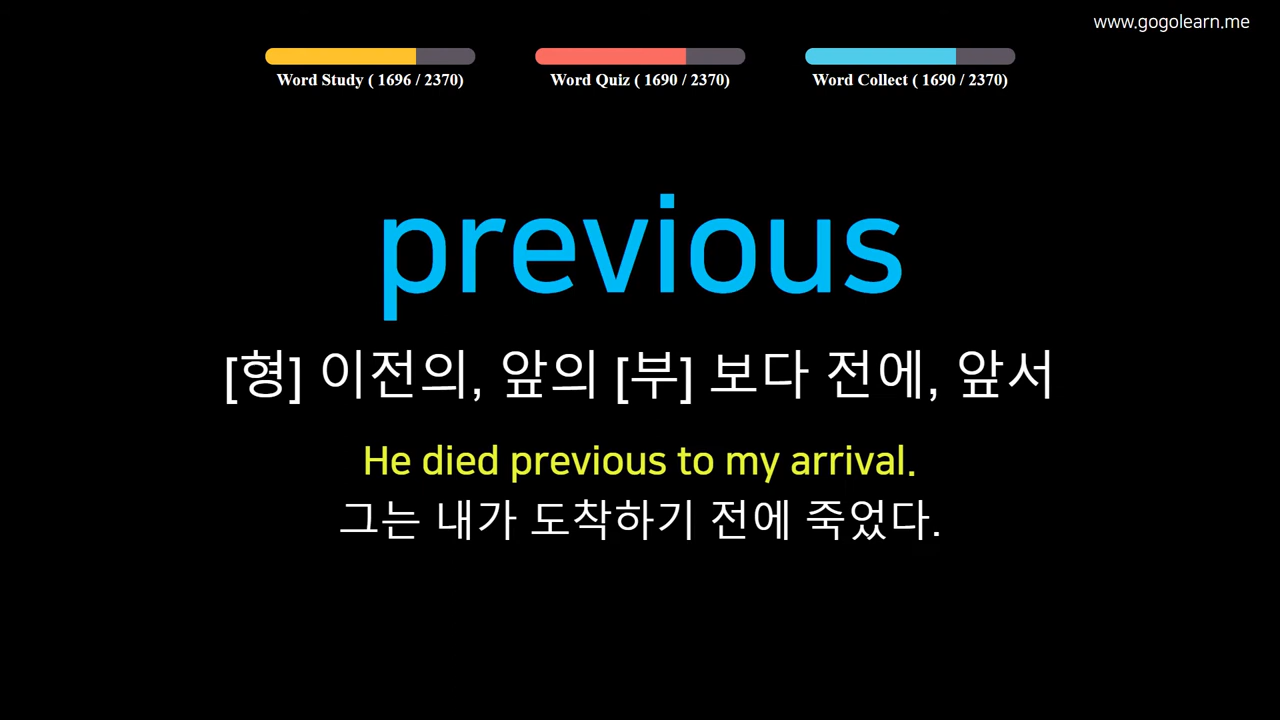 www.gogolearn.me
Word Study ( 1696 / 2370)
Word Quiz ( 1690 / 2370)
Word Collect ( 1690 / 2370)
previous
[형] 이전의, 앞의 [부] 보다 전에, 앞서
He died previous to my arrival.
그는 내가 도착하기 전에 죽었다.